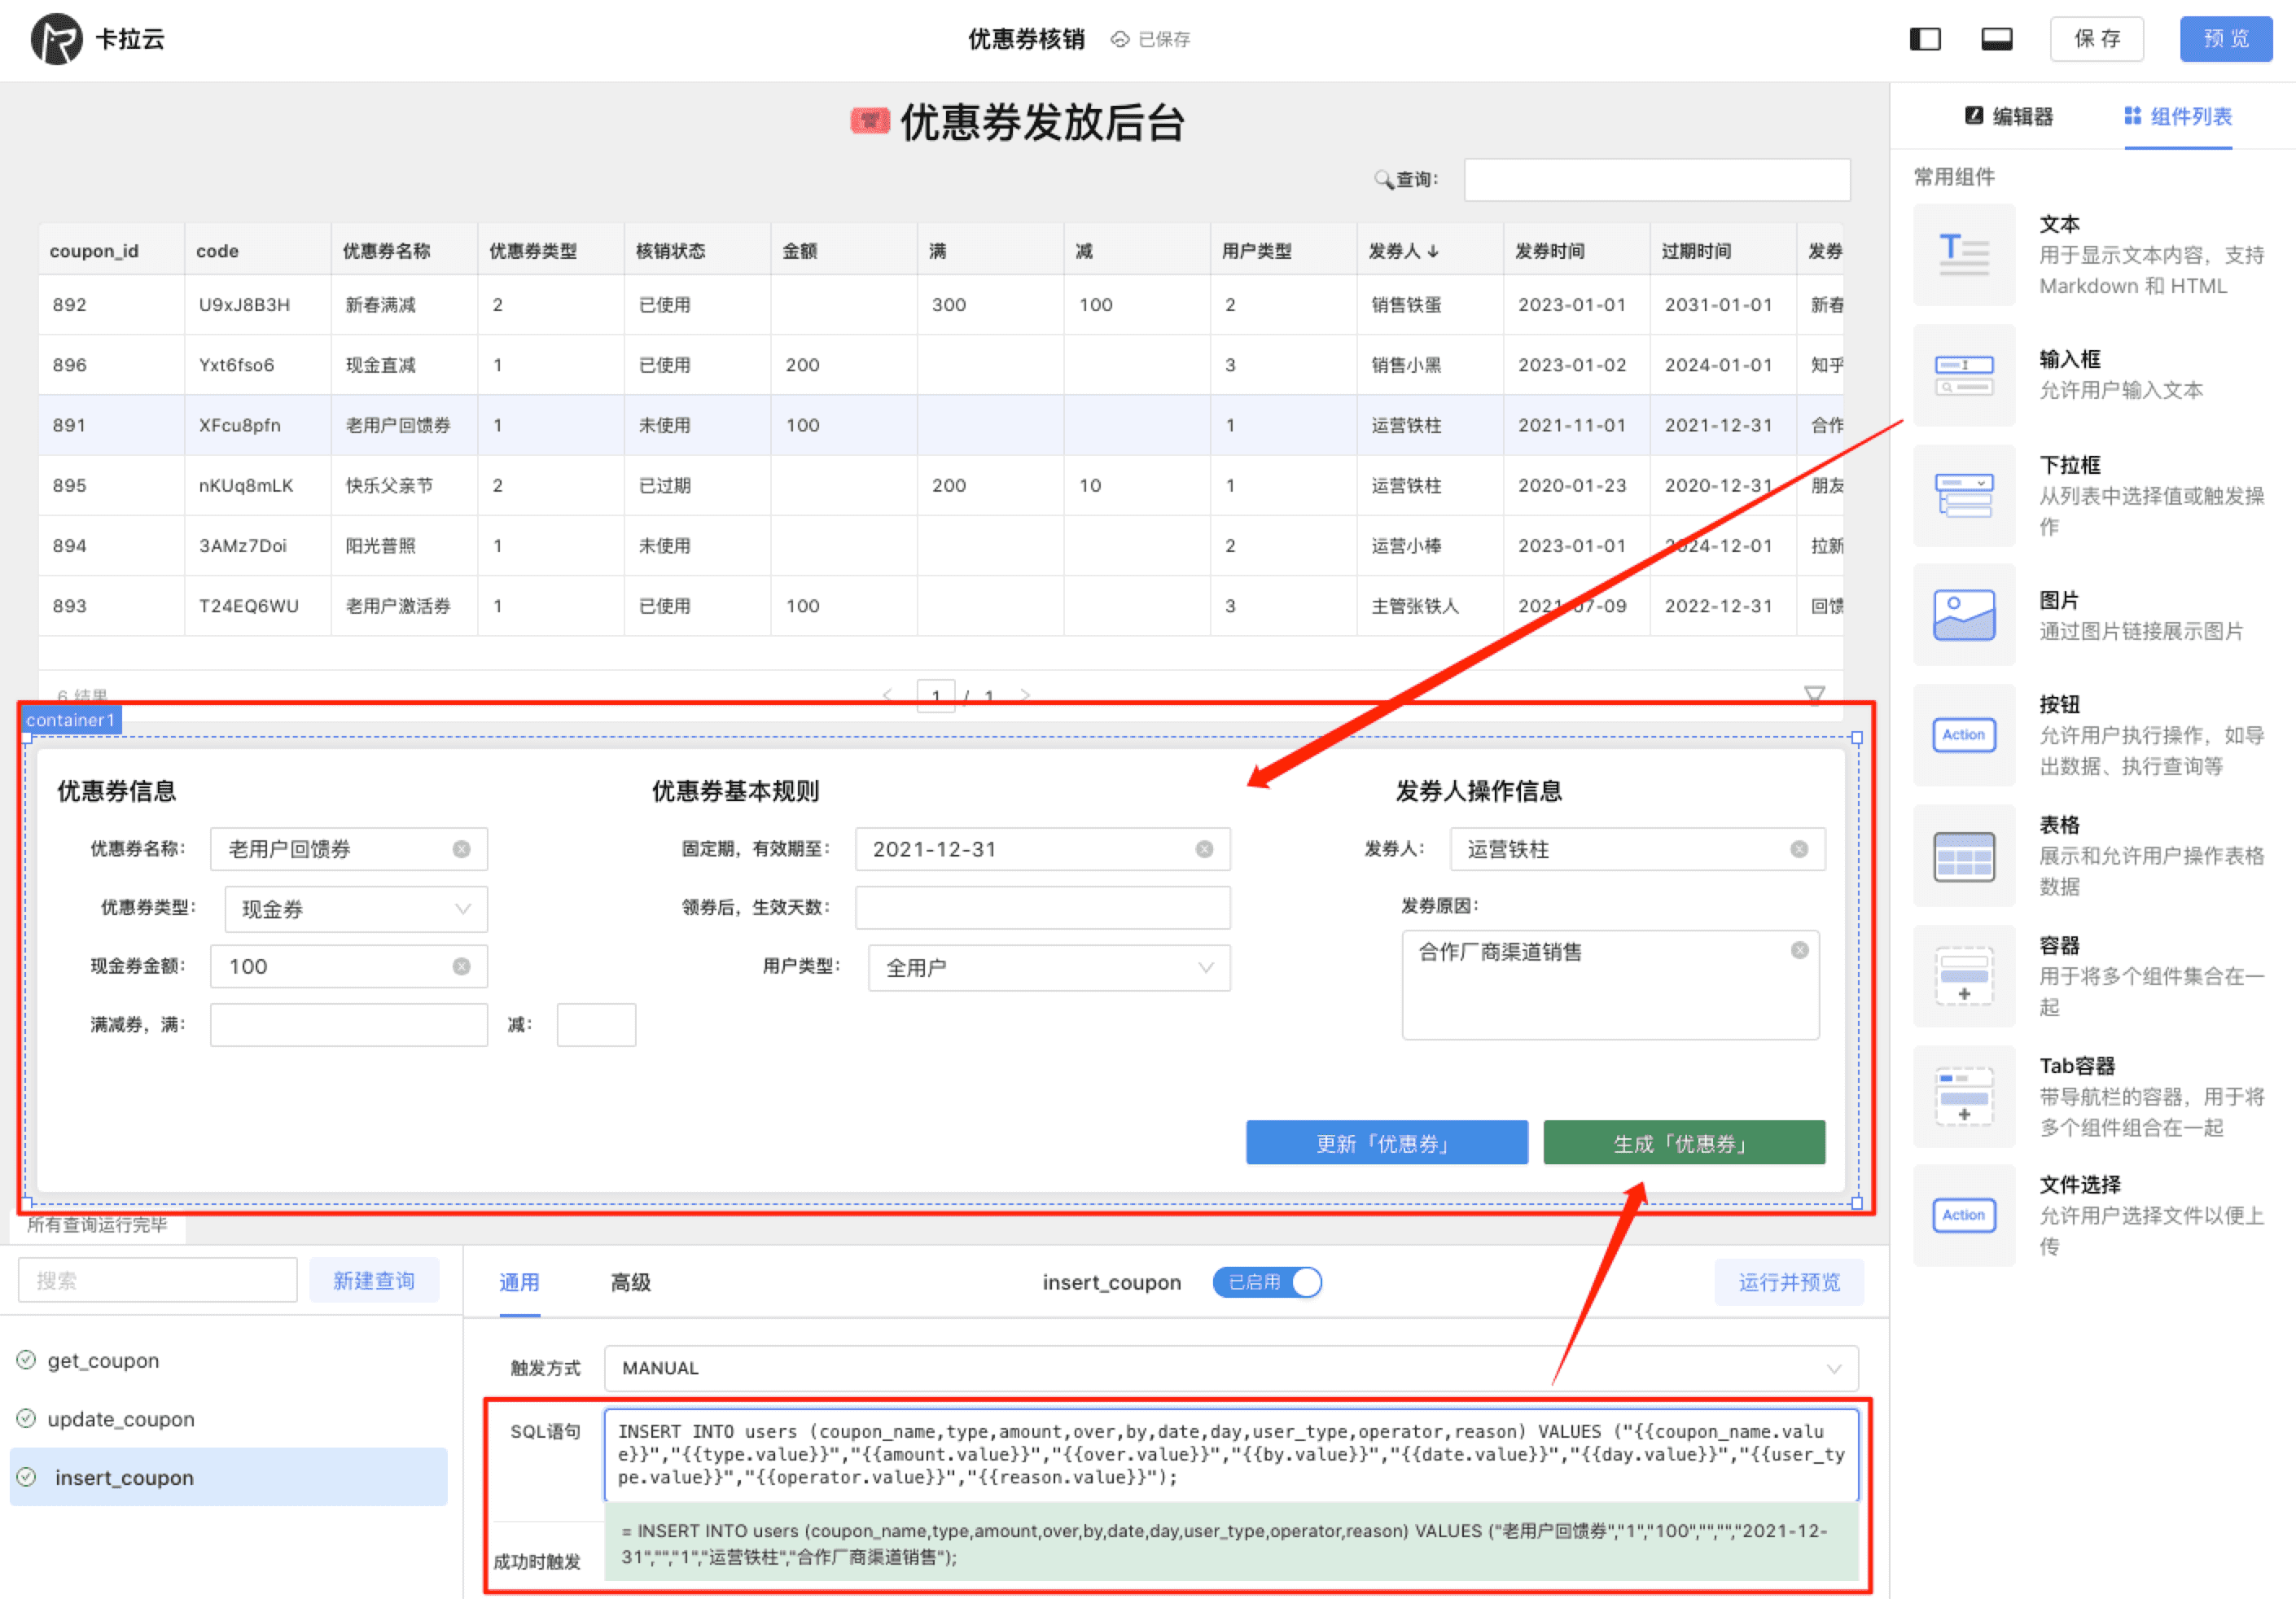 卡拉云
优惠券核销 已保存
保 存
预 览
优惠券发放后台
编辑器
组件列表
查询：
coupon_id code 优惠券名称 优惠券类型 核销状态 金额 满 减 用户类型 发券人 发券时间 过期时间 发券
892 U9xJ8B3H 新春满减 2 已使用 300 100 2 销售铁蛋 2023-01-01 2031-01-01 新春
896 Yxt6fso6 现金直减 1 已使用 200 3 销售小黑 2023-01-02 2024-01-01 知乎
891 XFcu8pfn 老用户回馈券 1 未使用 100 1 运营铁柱 2021-11-01 2021-12-31 合作
895 nKUq8mLK 快乐父亲节 2 已过期 200 10 1 运营铁柱 2020-01-23 2020-12-31 朋友
894 3AMz7Doi 阳光普照 1 未使用 2 运营小棒 2023-01-01 2024-12-01 拉新
893 T24EQ6WU 老用户激活券 1 已使用 100 3 主管张铁人 2021-07-09 2022-12-31 回馈
6 结果
1 / 1
container1
优惠券信息
优惠券名称： 老用户回馈券
优惠券类型： 现金券
现金券金额： 100
满减券，满： 减：
优惠券基本规则
固定期，有效期至： 2021-12-31
领券后，生效天数：
用户类型： 全用户
发券人操作信息
发券人： 运营铁柱
发券原因：
合作厂商渠道销售
更新「优惠券」
生成「优惠券」
所有查询运行完毕
搜索
新建查询
get_coupon
update_coupon
insert_coupon
通用
高级
insert_coupon
已启用
运行并预览
触发方式 MANUAL
SQL语句
INSERT INTO users (coupon_name,type,amount,over,by,date,day,user_type,operator,reason) VALUES ("{{coupon_name.valu
e}}","{{type.value}}","{{amount.value}}","{{over.value}}","{{by.value}}","{{date.value}}","{{day.value}}","{{user_ty
pe.value}}","{{operator.value}}","{{reason.value}}");
= INSERT INTO users (coupon_name,type,amount,over,by,date,day,user_type,operator,reason) VALUES ("老用户回馈券","1","100","","","2021-12-
31","","1","运营铁柱","合作厂商渠道销售");
成功时触发
常用组件
文本
用于显示文本内容，支持
Markdown 和 HTML
输入框
允许用户输入文本
下拉框
从列表中选择值或触发操
作
图片
通过图片链接展示图片
Action
按钮
允许用户执行操作，如导
出数据、执行查询等
表格
展示和允许用户操作表格
数据
容器
用于将多个组件集合在一
起
Tab容器
带导航栏的容器，用于将
多个组件组合在一起
Action
文件选择
允许用户选择文件以便上
传